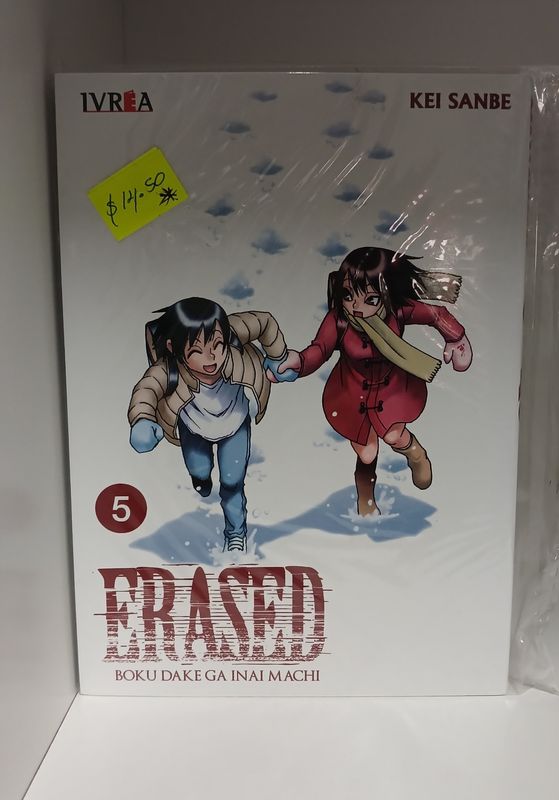 IVREA
KEI SANBE
$14.50*
5
ERASED
BOKU DAKE GA INAI MACHI